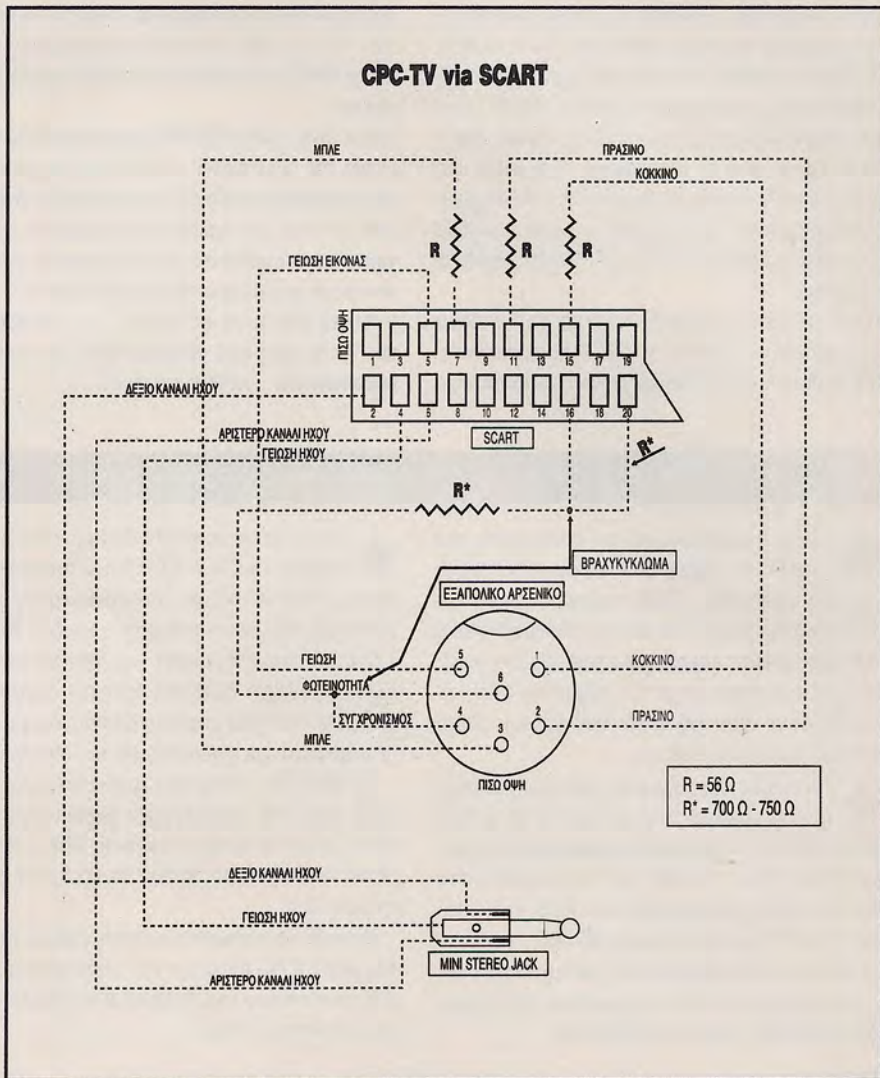 CPC-TV via SCART
ΜΠΛΕ
ΠΡΑΣΙΝΟ
ΚΟΚΚΙΝΟ
R
R
R
ΓΕΙΩΣΗ ΕΙΚΟΝΑΣ
ΠΙΣΩ ΟΨΗ
1 3 5 7 9 11 13 15 17 19
2 4 6 8 10 12 14 16 18 20
ΔΕΞΙΟ ΚΑΝΑΛΙ ΗΧΟΥ
ΑΡΙΣΤΕΡΟ ΚΑΝΑΛΙ ΗΧΟΥ
ΓΕΙΩΣΗ ΗΧΟΥ
SCART
R*
R*
ΒΡΑΧΥΚΥΚΛΩΜΑ
ΕΞΑΠΟΛΙΚΟ ΑΡΣΕΝΙΚΟ
ΓΕΙΩΣΗ
5
1
ΚΟΚΚΙΝΟ
ΦΩΤΕΙΝΟΤΗΤΑ
6
ΣΥΓΧΡΟΝΙΣΜΟΣ
4
2
ΠΡΑΣΙΝΟ
ΜΠΛΕ
3
ΠΙΣΩ ΟΨΗ
R = 56 Ω
R* = 700 Ω - 750 Ω
ΔΕΞΙΟ ΚΑΝΑΛΙ ΗΧΟΥ
ΓΕΙΩΣΗ ΗΧΟΥ
MINI STEREO JACK
ΑΡΙΣΤΕΡΟ ΚΑΝΑΛΙ ΗΧΟΥ